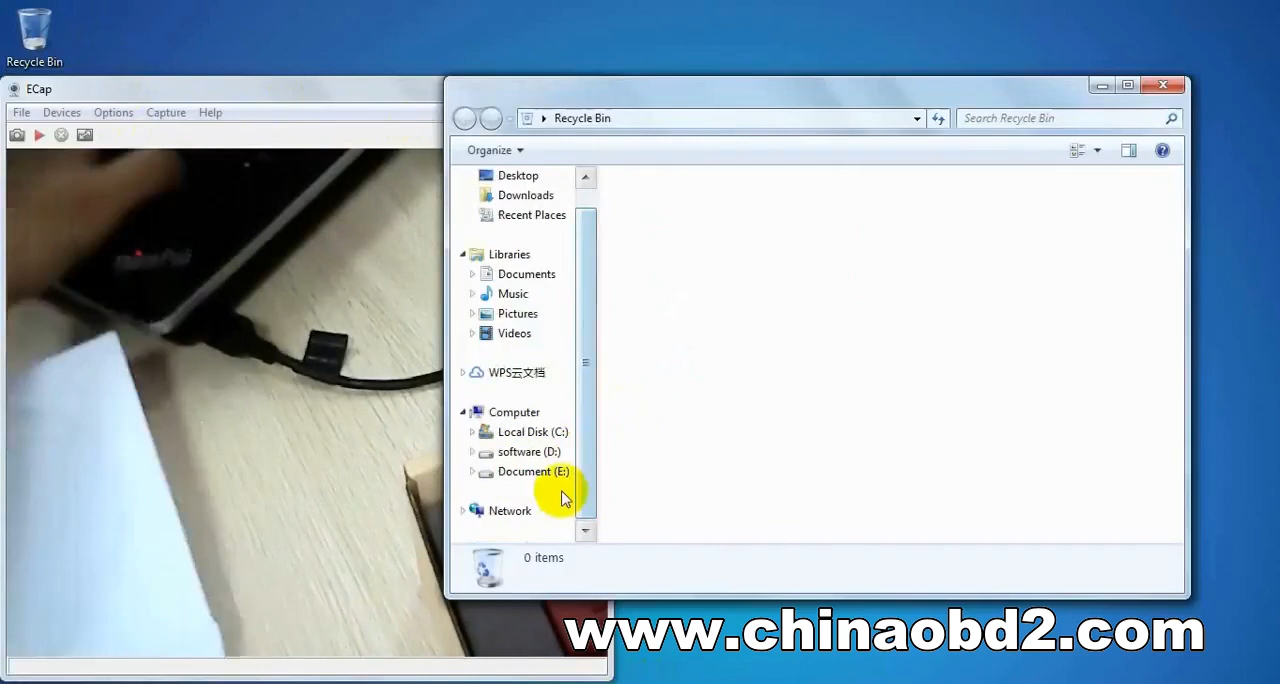 Recycle Bin
ECap
File Devices Options Capture Help
Recycle Bin
Search Recycle Bin
Organize
Desktop
Downloads
Recent Places
Libraries
Documents
Music
Pictures
Videos
WPS云文档
Computer
Local Disk (C:)
software (D:)
Document (E:)
Network
0 items
www.chinaobd2.com